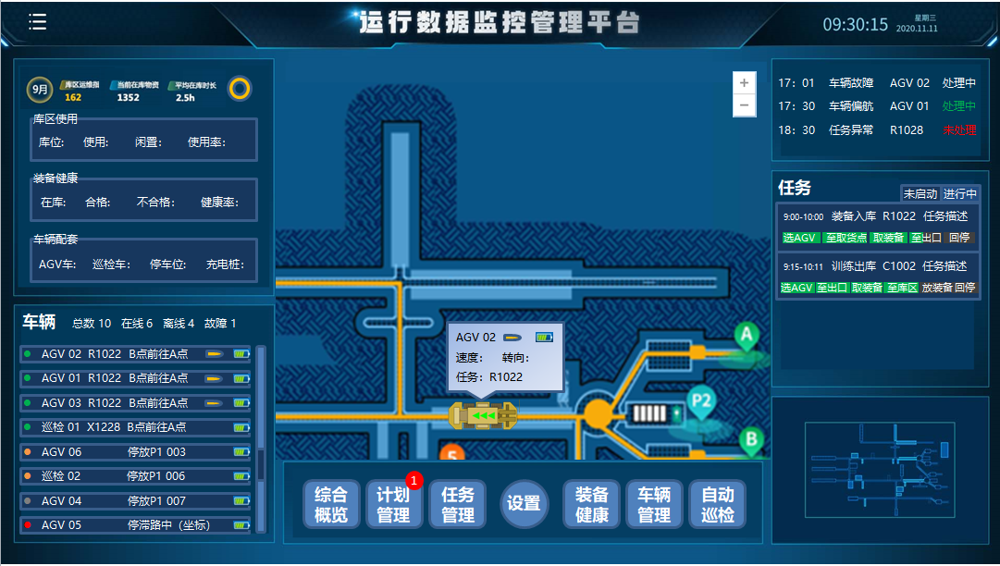 运行数据监控管理平台
09:30:15
星期三
2020.11.11
9月
库区运维指
162
当前在库物资
1352
平均在库时长
2.5h
库区使用
库位: 使用: 闲置: 使用率:
装备健康
在库: 合格: 不合格: 健康率:
车辆配套
AGV车: 巡检车: 停车位: 充电桩:
车辆 总数 10 在线 6 离线 4 故障 1
AGV 02 R1022 B点前往A点
AGV 01 R1022 B点前往A点
AGV 03 R1022 B点前往A点
巡检 01 X1228 B点前往A点
AGV 06 停放P1 003
巡检 02 停放P1 006
AGV 04 停放P1 007
AGV 05 停滞路中（坐标）
+
−
AGV 02
速度: 转向:
任务: R1022
A
P2
B
5
综合概览
计划管理
1
任务管理
设置
装备健康
车辆管理
自动巡检
17：01 车辆故障 AGV 02 处理中
17：30 车辆偏航 AGV 01 处理中
18：30 任务异常 R1028 未处理
任务 未启动 进行中
9:00-10:00 装备入库 R1022 任务描述
选AGV 至取货点 取装备 至出口 回停
9:15-10:11 训练出库 C1002 任务描述
选AGV 至出口 取装备 至库区 放装备 回停